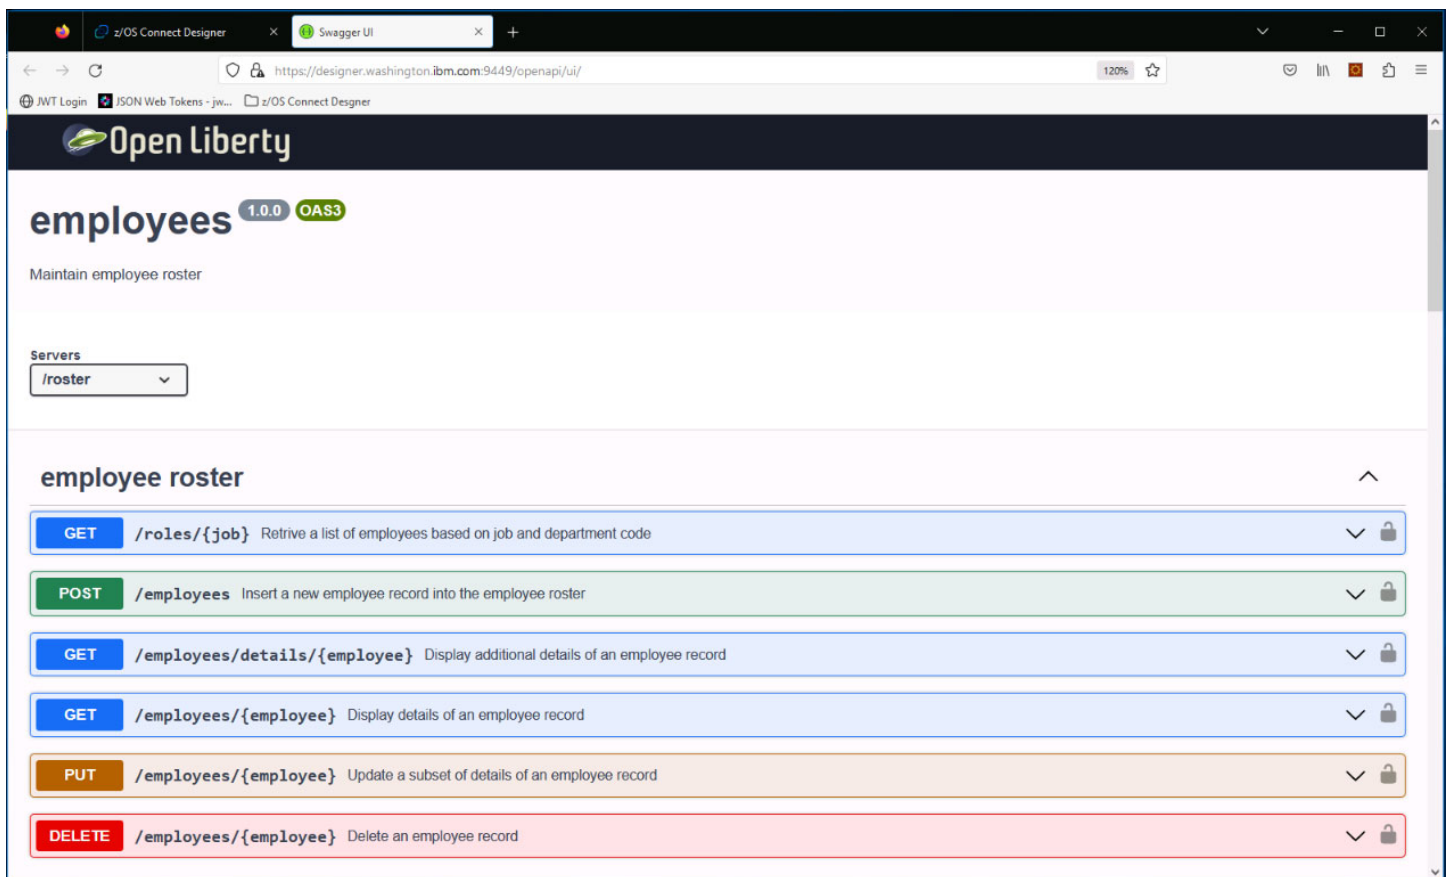 z/OS Connect Designer
Swagger UI
https://designer.washington.ibm.com:9449/openapi/ui/
120%
JWT Login
JSON Web Tokens - jw...
z/OS Connect Desgner
Open Liberty
employees 1.0.0 OAS3
Maintain employee roster
Servers
/roster
employee roster
GET /roles/{job} Retrive a list of employees based on job and department code
POST /employees Insert a new employee record into the employee roster
GET /employees/details/{employee} Display additional details of an employee record
GET /employees/{employee} Display details of an employee record
PUT /employees/{employee} Update a subset of details of an employee record
DELETE /employees/{employee} Delete an employee record